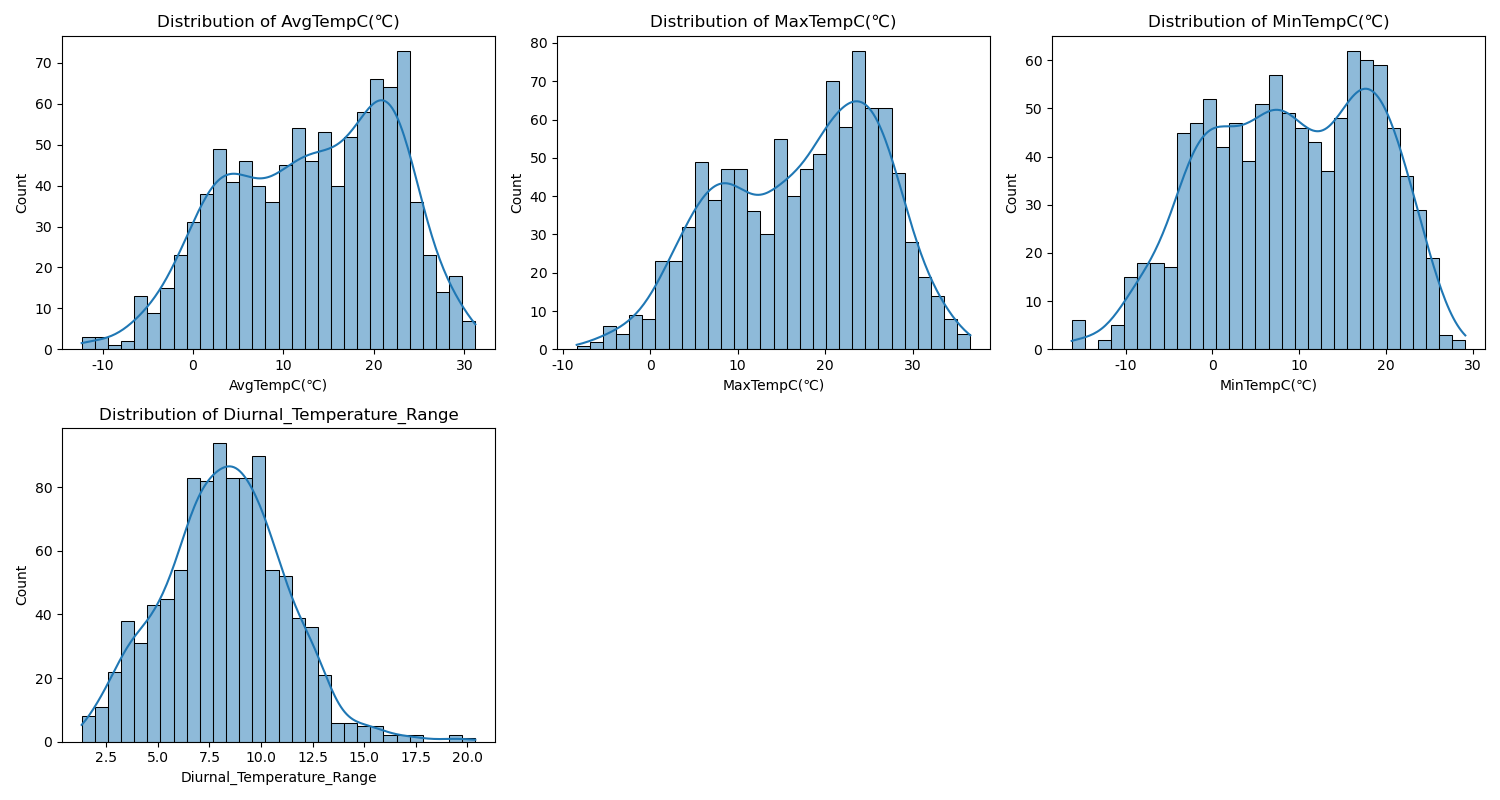 Distribution of AvgTempC(℃)
70
60
50
40
30
20
10
0
Count
-10 0 10 20 30
AvgTempC(℃)
Distribution of MaxTempC(℃)
80
70
60
50
40
30
20
10
0
Count
-10 0 10 20 30
MaxTempC(℃)
Distribution of MinTempC(℃)
60
50
40
30
20
10
0
Count
-10 0 10 20 30
MinTempC(℃)
Distribution of Diurnal_Temperature_Range
80
60
40
20
0
Count
2.5 5.0 7.5 10.0 12.5 15.0 17.5 20.0
Diurnal_Temperature_Range